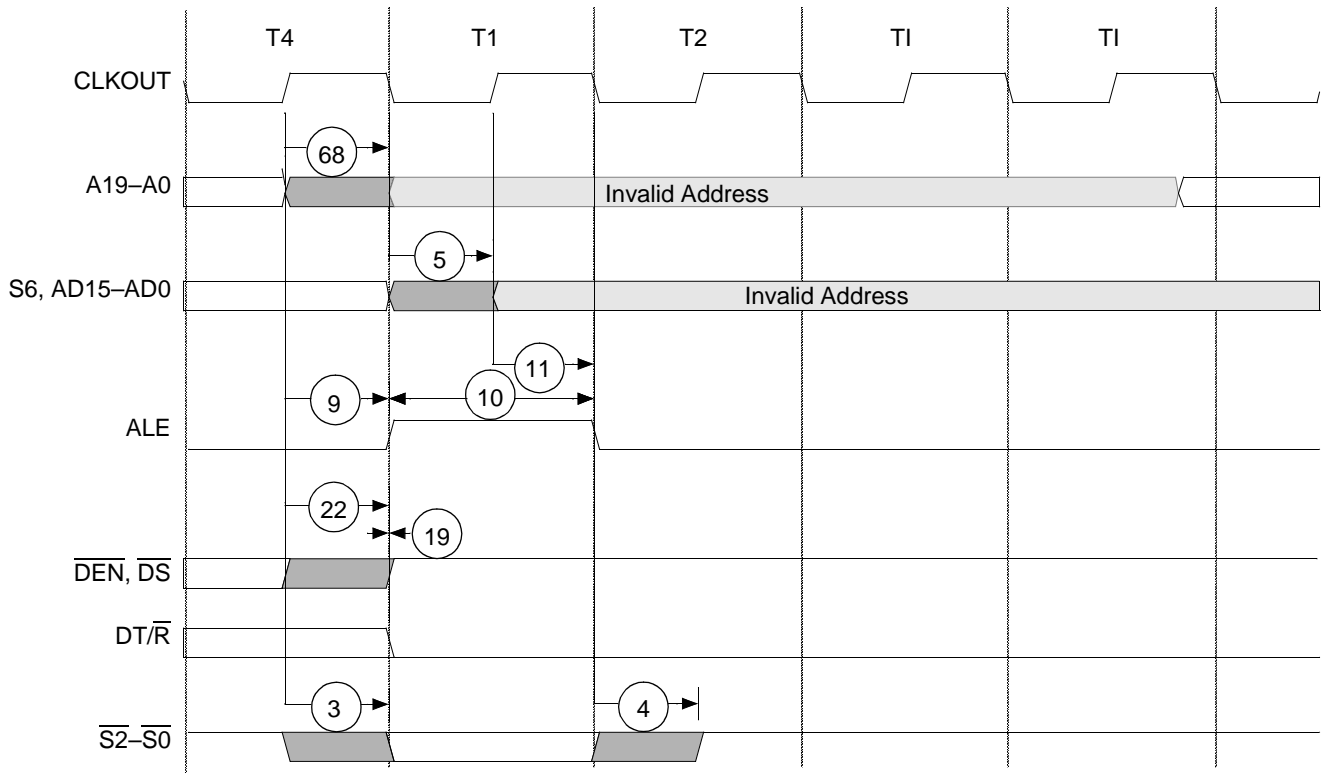 T4 T1 T2 TI TI
CLKOUT
68
A19–A0
Invalid Address
5
S6, AD15–AD0
Invalid Address
11
9
10
ALE
22
19
DEN, DS
DT/R
3
4
S2–S0